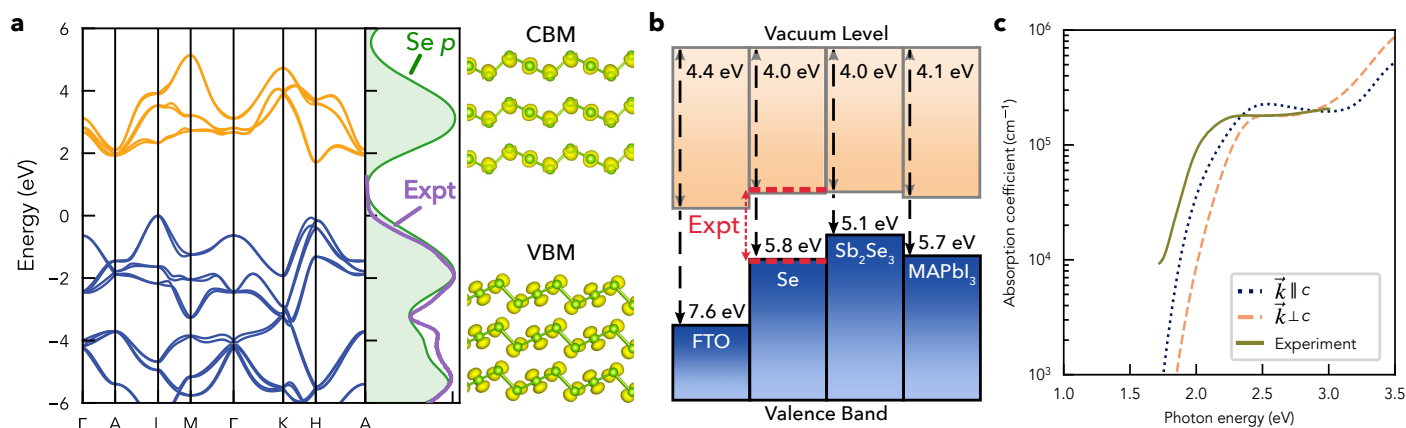 a
6
4
2
0
−2
−4
−6
Energy (eV)
Γ A L M Γ K H A
Se p
Expt
CBM
VBM
b
Vacuum Level
4.4 eV
4.0 eV
4.0 eV
4.1 eV
Expt
7.6 eV
5.8 eV
5.1 eV
5.7 eV
FTO
Se
Sb₂Se₃
MAPbI₃
Valence Band
c
10⁶
10⁵
10⁴
10³
Absorption coefficient (cm⁻¹)
k⃗ ∥ c
k⃗ ⊥ c
Experiment
1.0 1.5 2.0 2.5 3.0 3.5
Photon energy (eV)